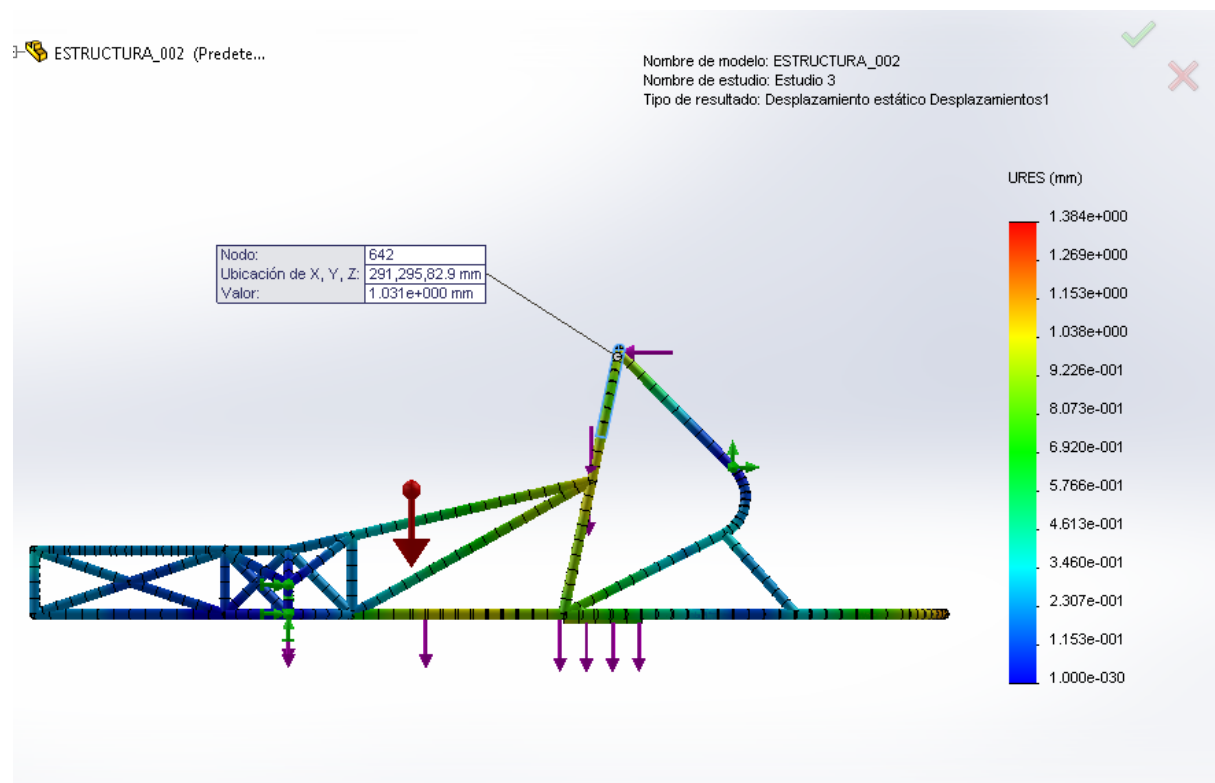 ESTRUCTURA_002 (Predete...
Nombre de modelo: ESTRUCTURA_002
Nombre de estudio: Estudio 3
Tipo de resultado: Desplazamiento estático Desplazamientos1
URES (mm)
1.384e+000
1.269e+000
1.153e+000
1.038e+000
9.226e-001
8.073e-001
6.920e-001
5.766e-001
4.613e-001
3.460e-001
2.307e-001
1.153e-001
1.000e-030
Nodo: 642
Ubicación de X, Y, Z: 291,295,82.9 mm
Valor: 1.031e+000 mm